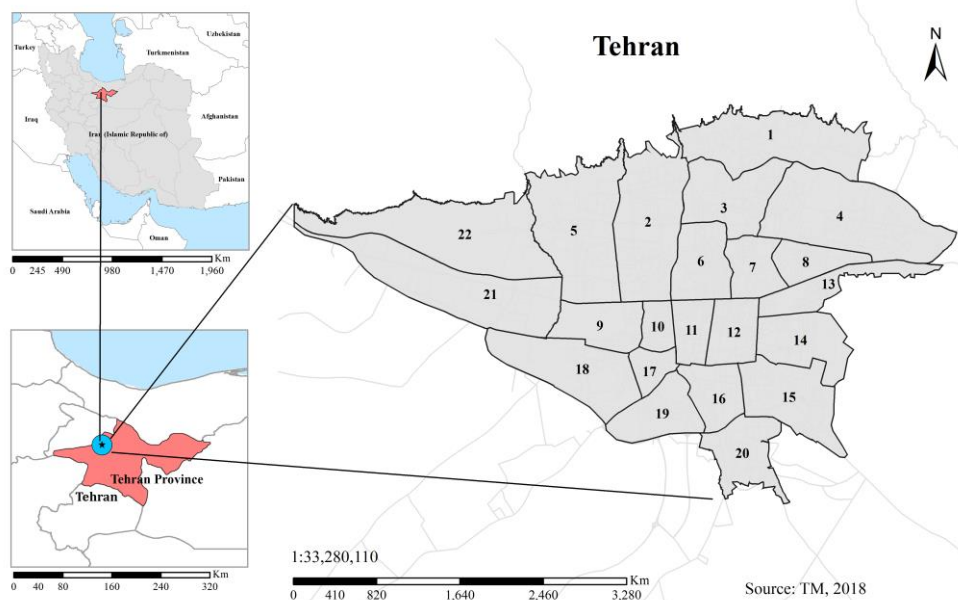 Tehran
N
Turkey
Uzbekistan
Turkmenistan
Iraq
Iran (Islamic Republic of)
Afghanistan
Pakistan
Saudi Arabia
Oman
Km
0 245 490 980 1,470 1,960
Tehran Province
Tehran
Km
0 40 80 160 240 320
1
2
3
4
5
6
7
8
9
10
11
12
13
14
15
16
17
18
19
20
21
22
1:33,280,110
Km
0 410 820 1,640 2,460 3,280
Source: TM, 2018